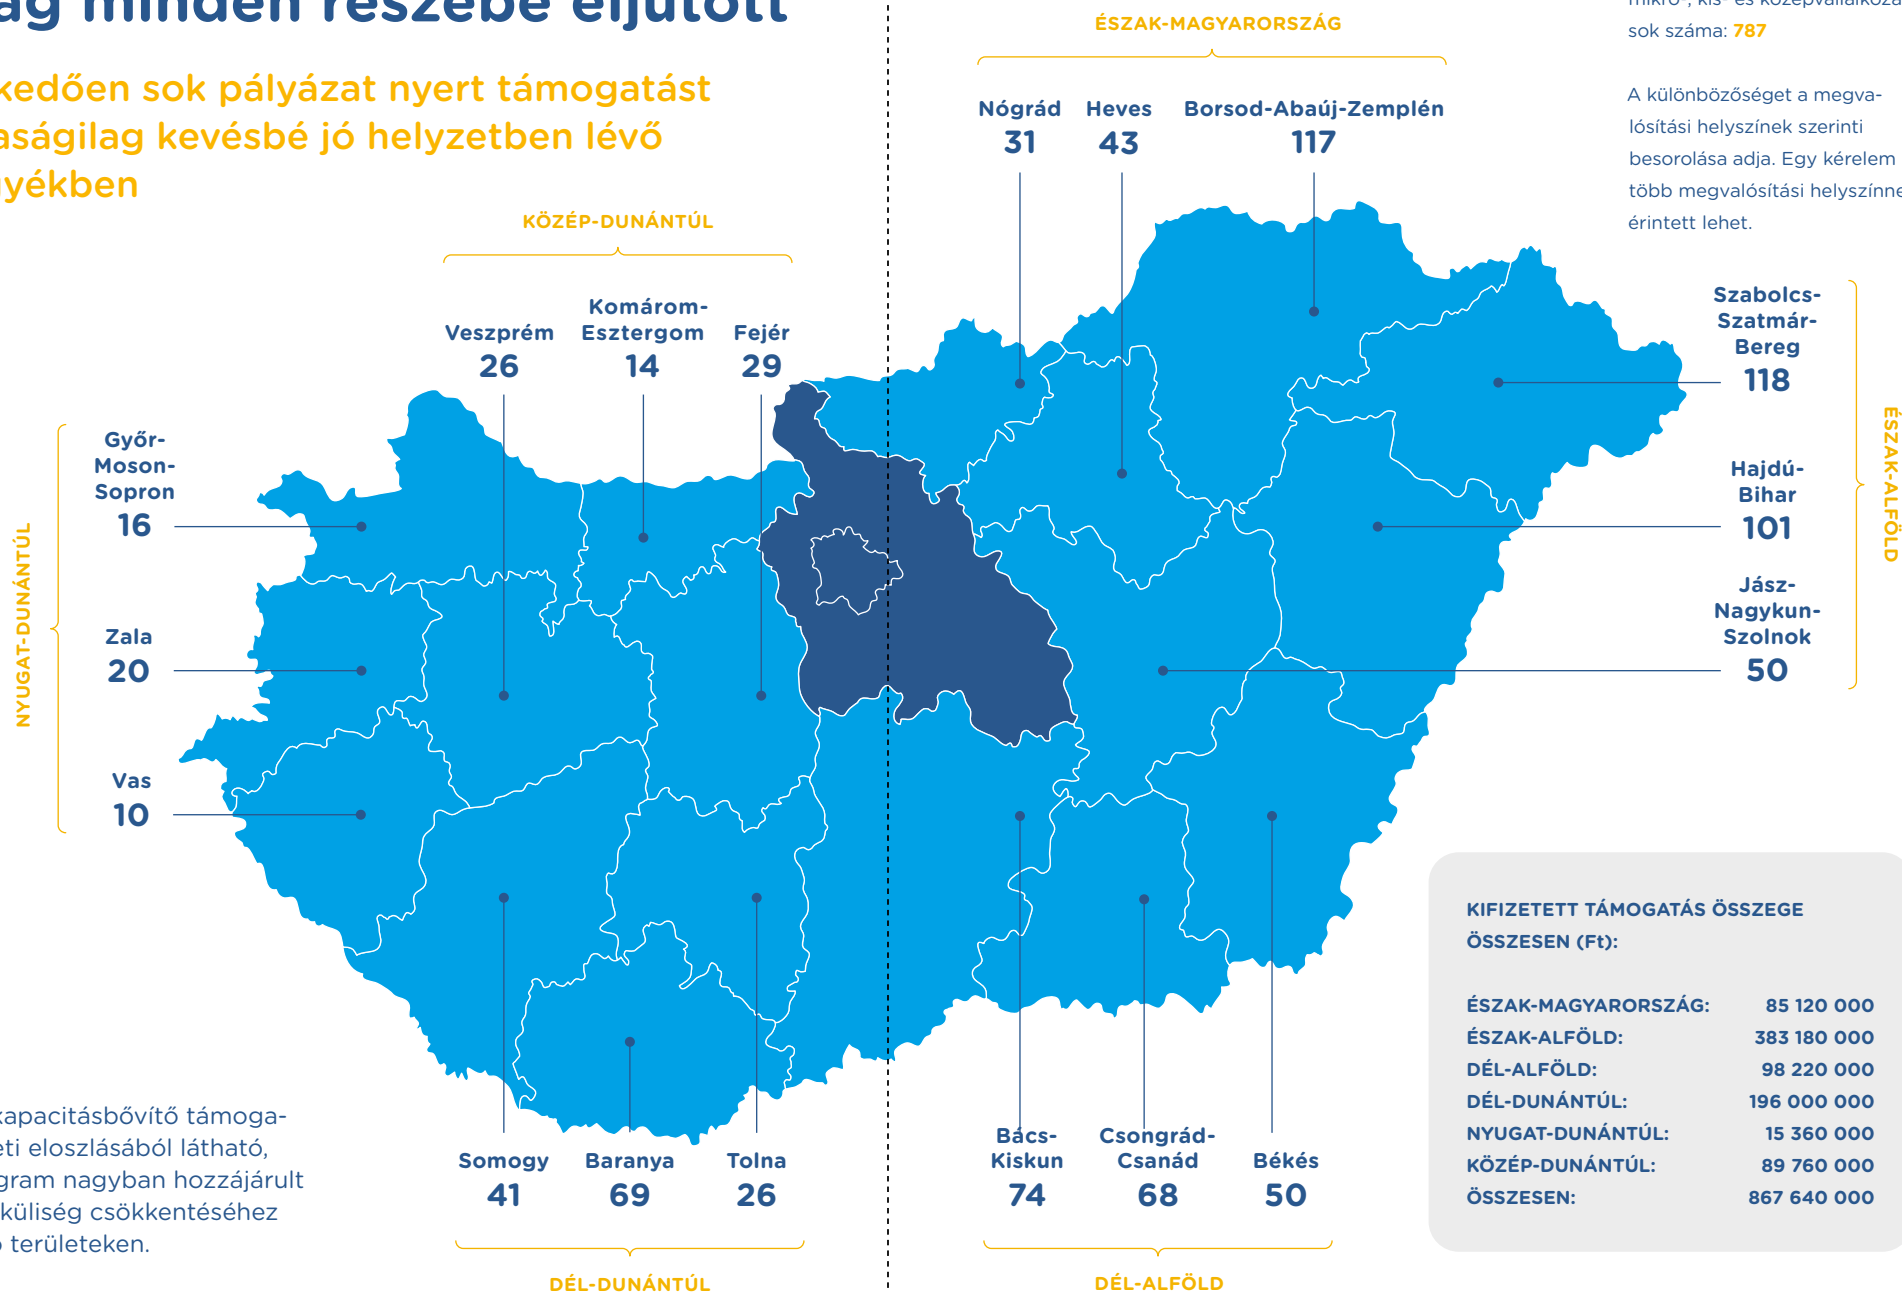 ag minden részébe eljutott
kedően sok pályázat nyert támogatást
aságilag kevésbé jó helyzetben lévő
gyékben
mikro-, kis- és középvállalkozá
sok száma: 787
A különbözőséget a megva-
lósítási helyszínek szerinti
besorolása adja. Egy kérelem
több megvalósítási helyszínne
érintett lehet.
ÉSZAK-MAGYARORSZÁG
Nógrád
31
Heves
43
Borsod-Abaúj-Zemplén
117
KÖZÉP-DUNÁNTÚL
Veszprém
26
Komárom-
Esztergom
14
Fejér
29
NYUGAT-DUNÁNTÚL
Győr-
Moson-
Sopron
16
Zala
20
Vas
10
ÉSZAK-ALFÖLD
Szabolcs-
Szatmár-
Bereg
118
Hajdú-
Bihar
101
Jász-
Nagykun-
Szolnok
50
kapacitásbővítő támoga-
eti eloszlásából látható,
gram nagyban hozzájárult
küliség csökkentéséhez
ó területeken.
Somogy
41
Baranya
69
Tolna
26
DÉL-DUNÁNTÚL
Bács-
Kiskun
74
Csongrád-
Csanád
68
Békés
50
DÉL-ALFÖLD
KIFIZETETT TÁMOGATÁS ÖSSZEGE
ÖSSZESEN (Ft):
ÉSZAK-MAGYARORSZÁG: 85 120 000
ÉSZAK-ALFÖLD: 383 180 000
DÉL-ALFÖLD: 98 220 000
DÉL-DUNÁNTÚL: 196 000 000
NYUGAT-DUNÁNTÚL: 15 360 000
KÖZÉP-DUNÁNTÚL: 89 760 000
ÖSSZESEN: 867 640 000